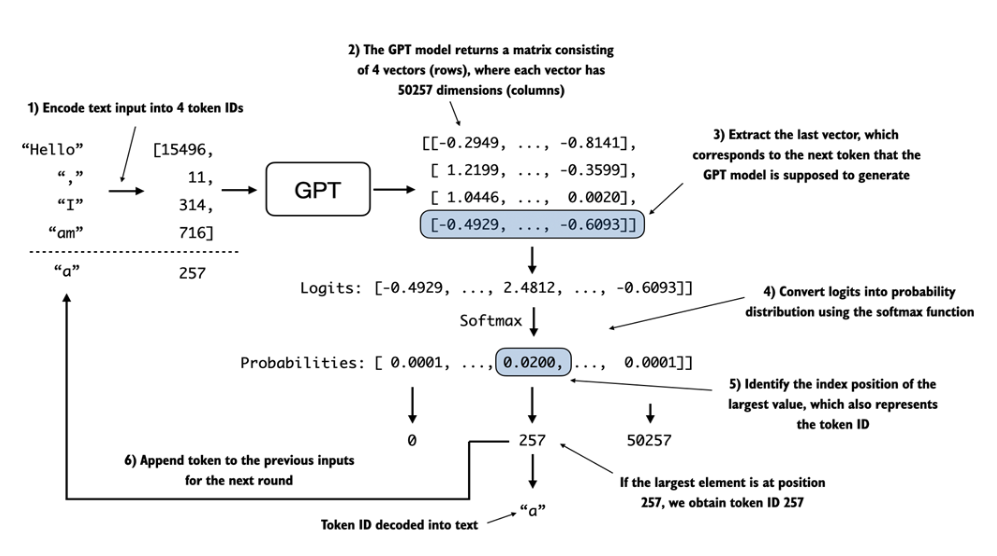 2) The GPT model returns a matrix consisting
of 4 vectors (rows), where each vector has
50257 dimensions (columns)
1) Encode text input into 4 token IDs
3) Extract the last vector, which
corresponds to the next token that the
GPT model is supposed to generate
“Hello” [15496,
“,” 11,
“I” 314,
“am” 716]
“a” 257
GPT
[[-0.2949, ..., -0.8141],
[ 1.2199, ..., -0.3599],
[ 1.0446, ..., 0.0020],
[-0.4929, ..., -0.6093]]
Logits: [-0.4929, ..., 2.4812, ..., -0.6093]]
4) Convert logits into probability
distribution using the softmax function
Softmax
Probabilities: [ 0.0001, ..., 0.0200, ..., 0.0001]]
5) Identify the index position of the
largest value, which also represents
the token ID
0 257 50257
6) Append token to the previous inputs
for the next round
If the largest element is at position
257, we obtain token ID 257
Token ID decoded into text
“a”